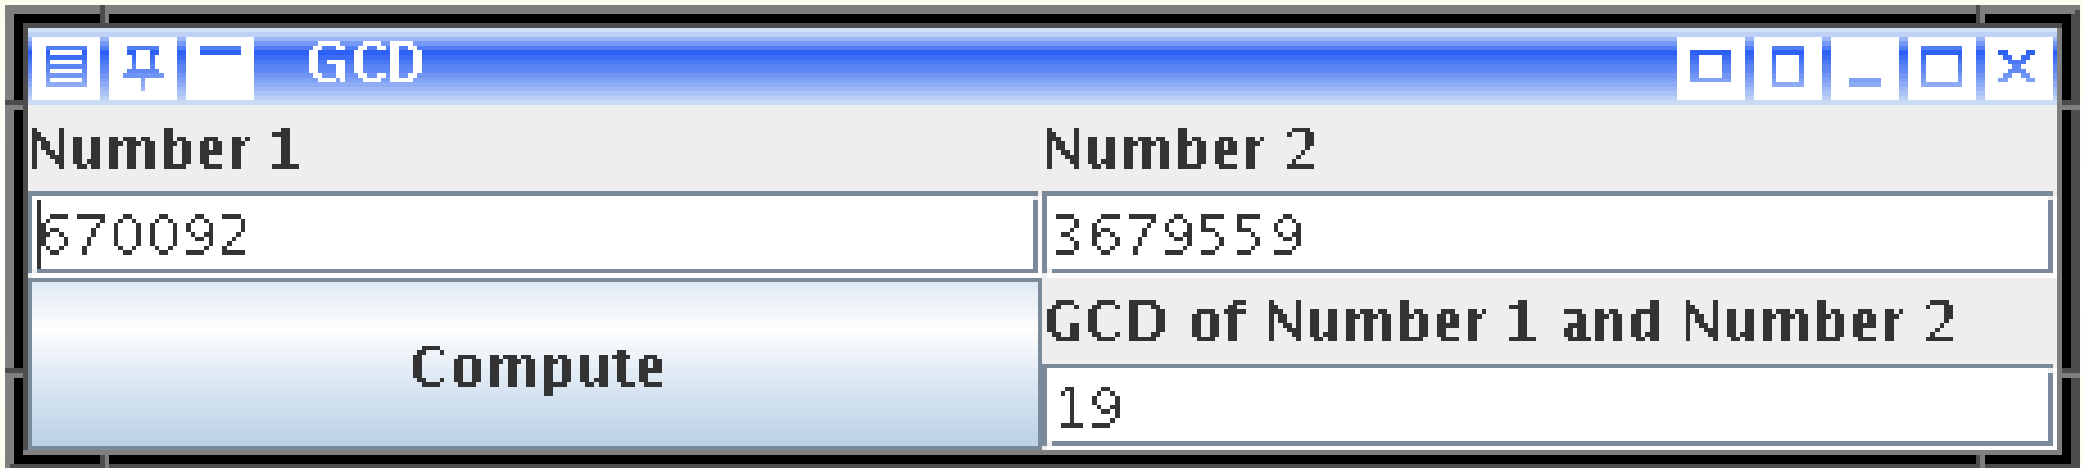 GCD
Number 1
Number 2
670092
3679559
Compute
GCD of Number 1 and Number 2
19